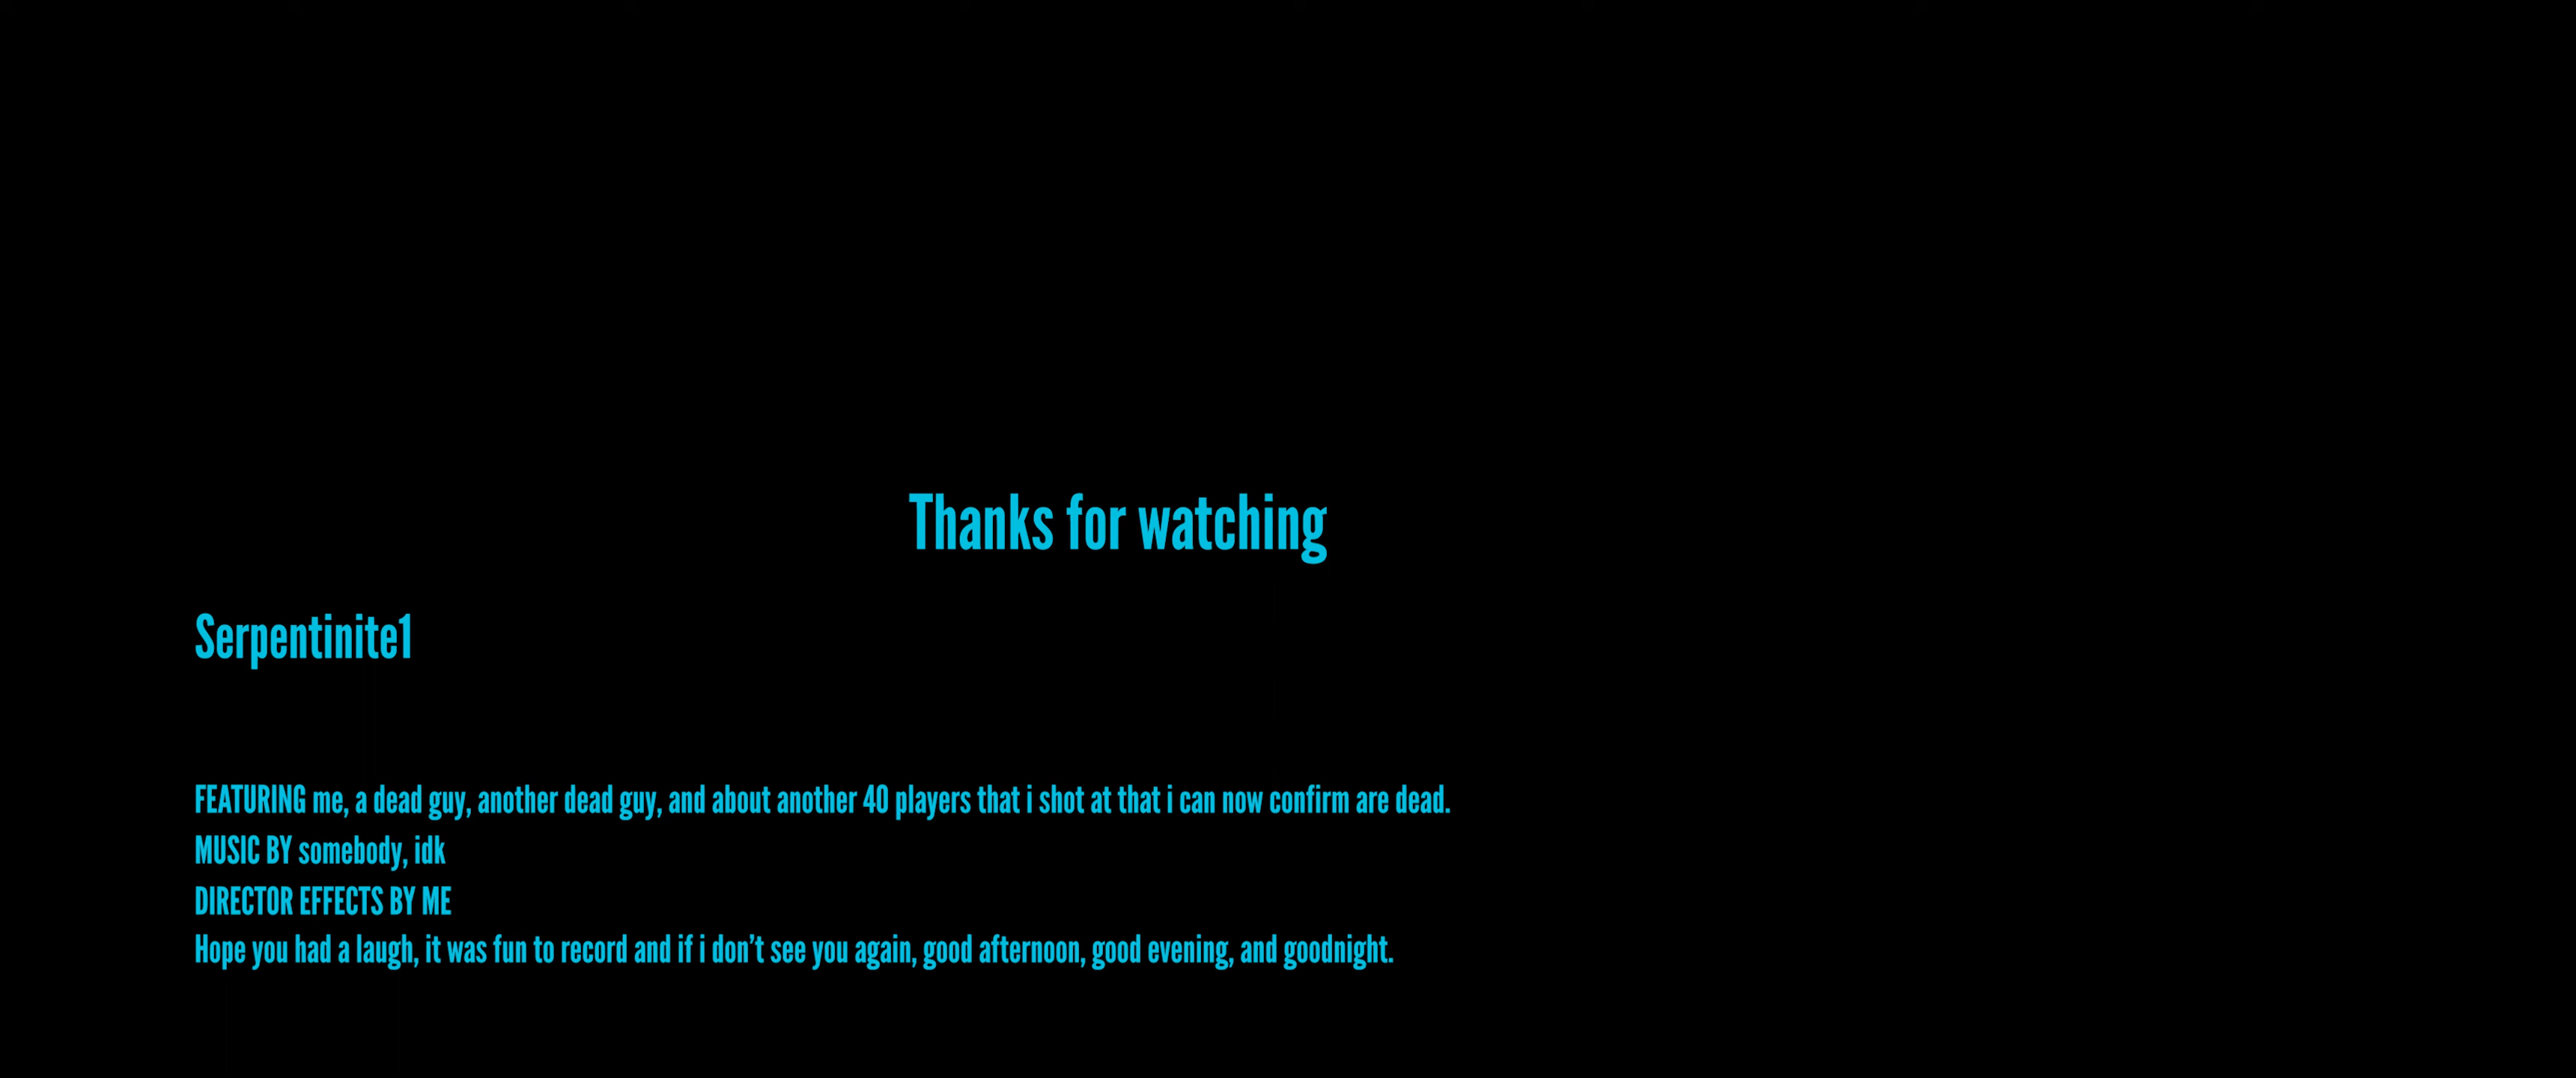 Thanks for watching
Serpentinite1
FEATURING me, a dead guy, another dead guy, and about another 40 players that i shot at that i can now confirm are dead.
MUSIC BY somebody, idk
DIRECTOR EFFECTS BY ME
Hope you had a laugh, it was fun to record and if i don’t see you again, good afternoon, good evening, and goodnight.